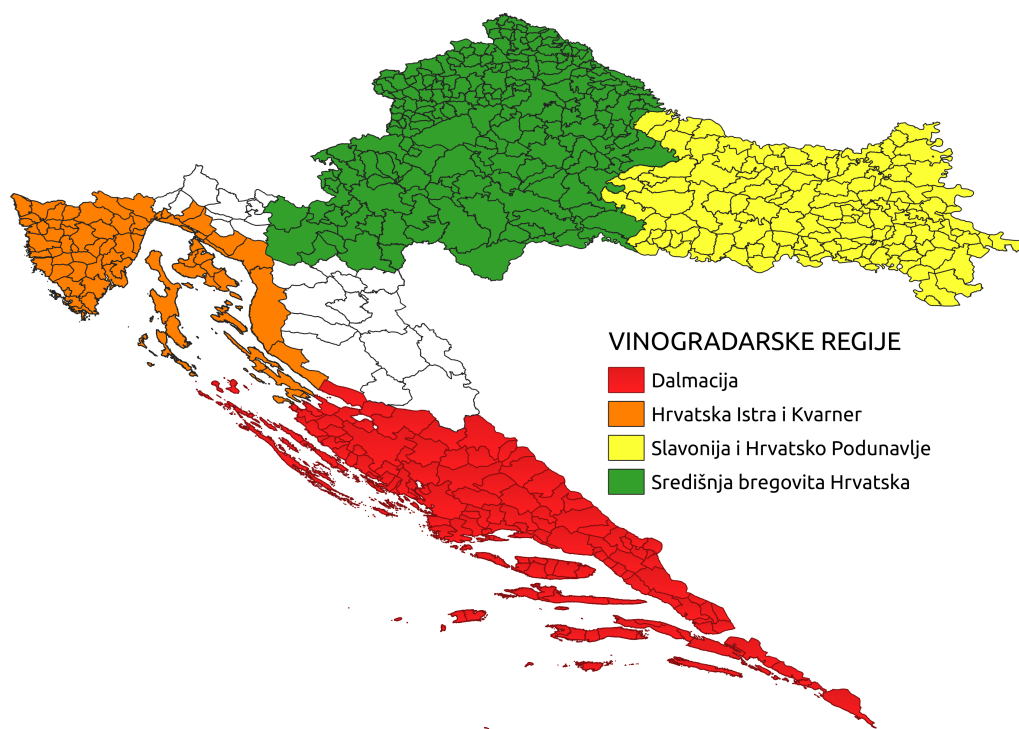 VINOGRADARSKE REGIJE
Dalmacija
Hrvatska Istra i Kvarner
Slavonija i Hrvatsko Podunavlje
Središnja bregovita Hrvatska